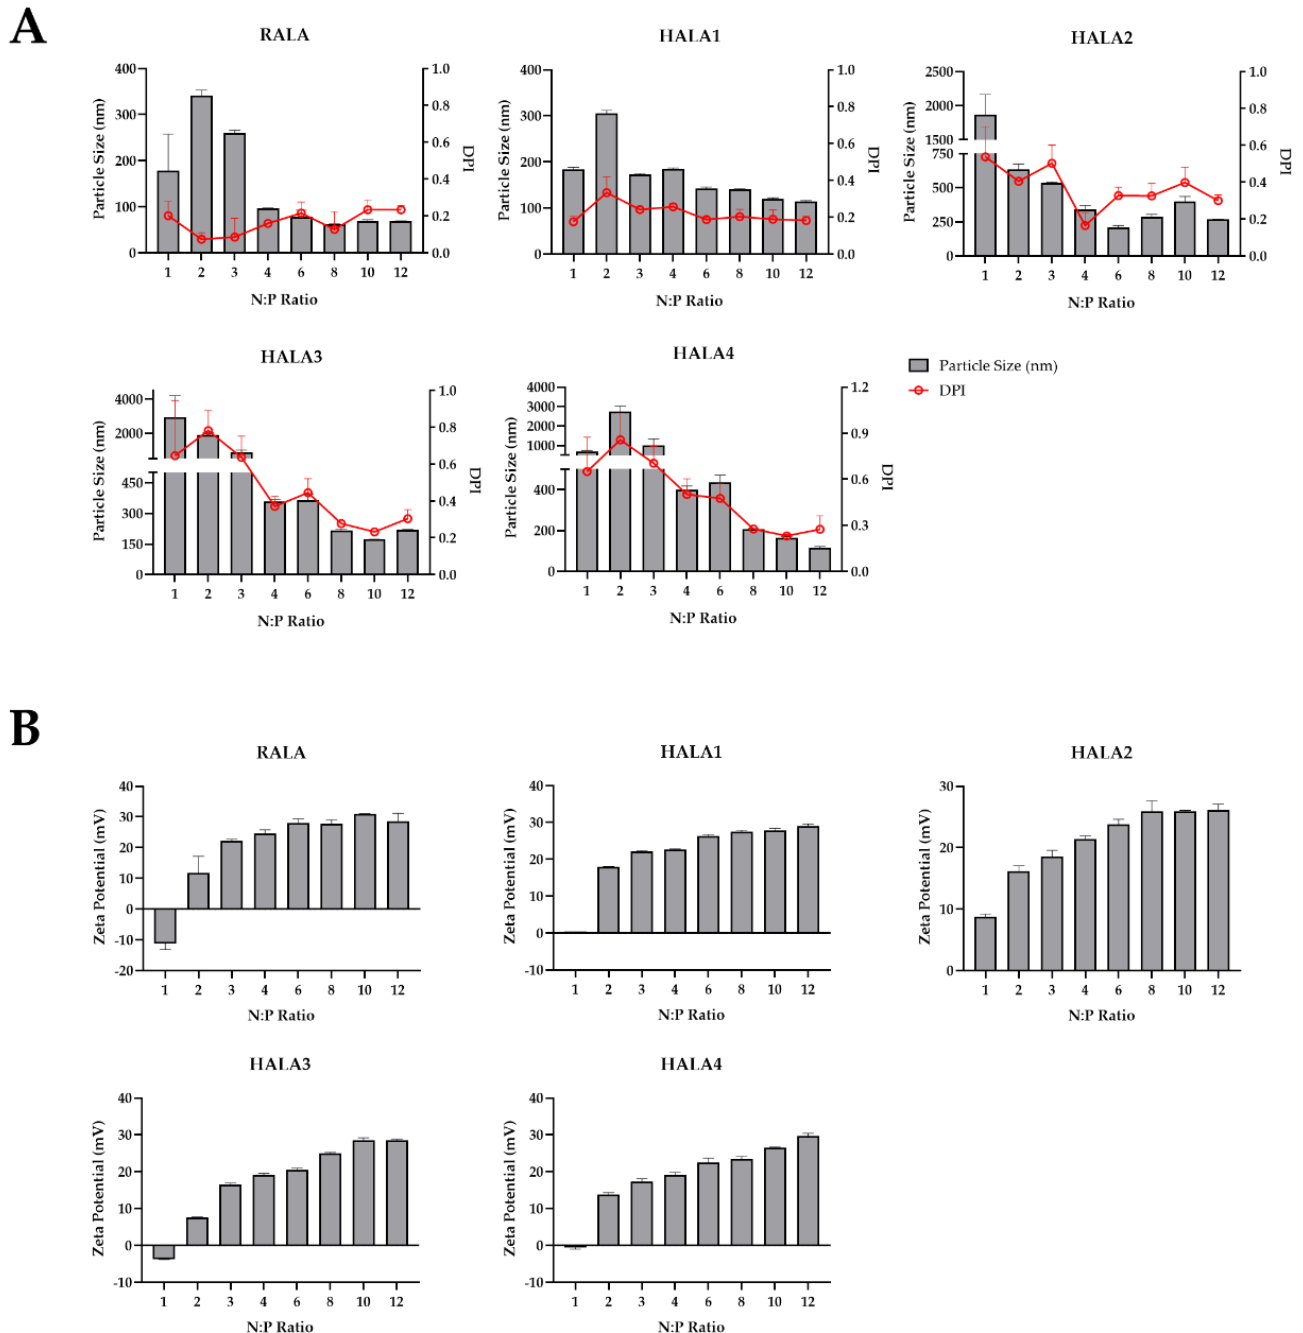 A
RALA
400
300
200
100
0
Particle Size (nm)
1.0
0.8
0.6
0.4
0.2
0.0
DPI
1 2 3 4 6 8 10 12
N:P Ratio
HALA1
400
300
200
100
0
Particle Size (nm)
1.0
0.8
0.6
0.4
0.2
0.0
DPI
1 2 3 4 6 8 10 12
N:P Ratio
HALA2
2500
2000
1500
750
500
250
0
Particle Size (nm)
1.0
0.8
0.6
0.4
0.2
0.0
DPI
1 2 3 4 6 8 10 12
N:P Ratio
HALA3
4000
2000
450
300
150
0
Particle Size (nm)
1.0
0.8
0.6
0.4
0.2
0.0
DPI
1 2 3 4 6 8 10 12
N:P Ratio
HALA4
4000
3000
2000
1000
400
200
0
Particle Size (nm)
1.2
0.9
0.6
0.3
0.0
DPI
1 2 3 4 6 8 10 12
N:P Ratio
Particle Size (nm)
DPI
B
RALA
40
30
20
10
0
-10
-20
Zeta Potential (mV)
1 2 3 4 6 8 10 12
N:P Ratio
HALA1
40
30
20
10
0
-10
Zeta Potential (mV)
1 2 3 4 6 8 10 12
N:P Ratio
HALA2
30
20
10
0
Zeta Potential (mV)
1 2 3 4 6 8 10 12
N:P Ratio
HALA3
40
30
20
10
0
-10
Zeta Potential (mV)
1 2 3 4 6 8 10 12
N:P Ratio
HALA4
40
30
20
10
0
-10
Zeta Potential (mV)
1 2 3 4 6 8 10 12
N:P Ratio